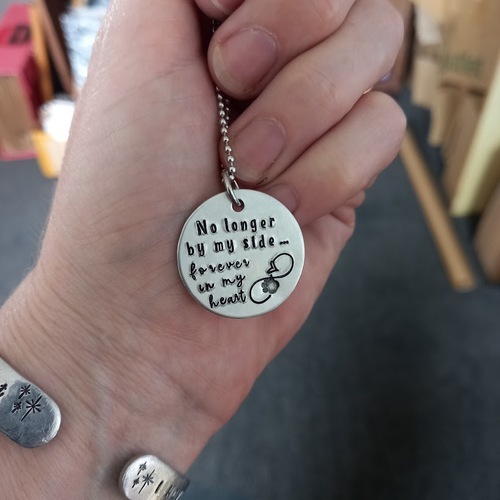 No longer
by my side...
forever
in my
heart